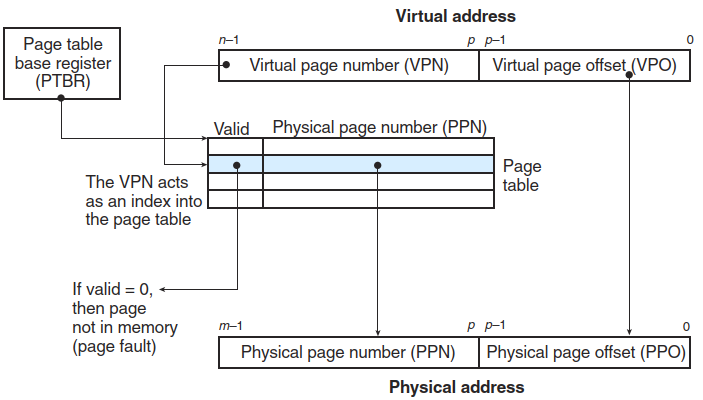 Virtual address
Page table
base register
(PTBR)
n–1
p p–1
0
Virtual page number (VPN)
Virtual page offset (VPO)
Valid
Physical page number (PPN)
Page
table
The VPN acts
as an index into
the page table
If valid = 0,
then page
not in memory
(page fault)
m–1
p p–1
0
Physical page number (PPN)
Physical page offset (PPO)
Physical address